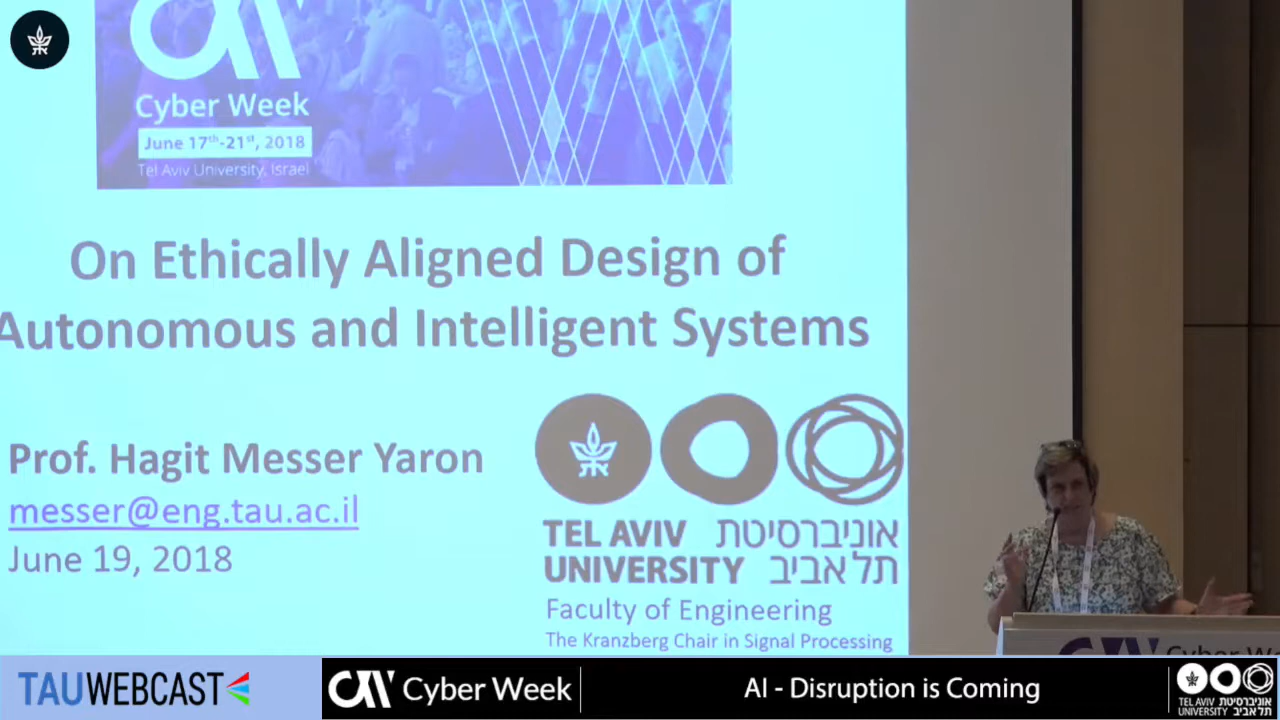 Cyber Week
June 17th-21st, 2018
Tel Aviv University, Israel
On Ethically Aligned Design of
Autonomous and Intelligent Systems
Prof. Hagit Messer Yaron
messer@eng.tau.ac.il
June 19, 2018
TEL AVIV אוניברסיטת
UNIVERSITY תל אביב
Faculty of Engineering
The Kranzberg Chair in Signal Processing
Cyber We
TAUWEBCAST
Cyber Week
AI - Disruption is Coming
TEL AVIV אוניברסיטת
UNIVERSITY תל אביב